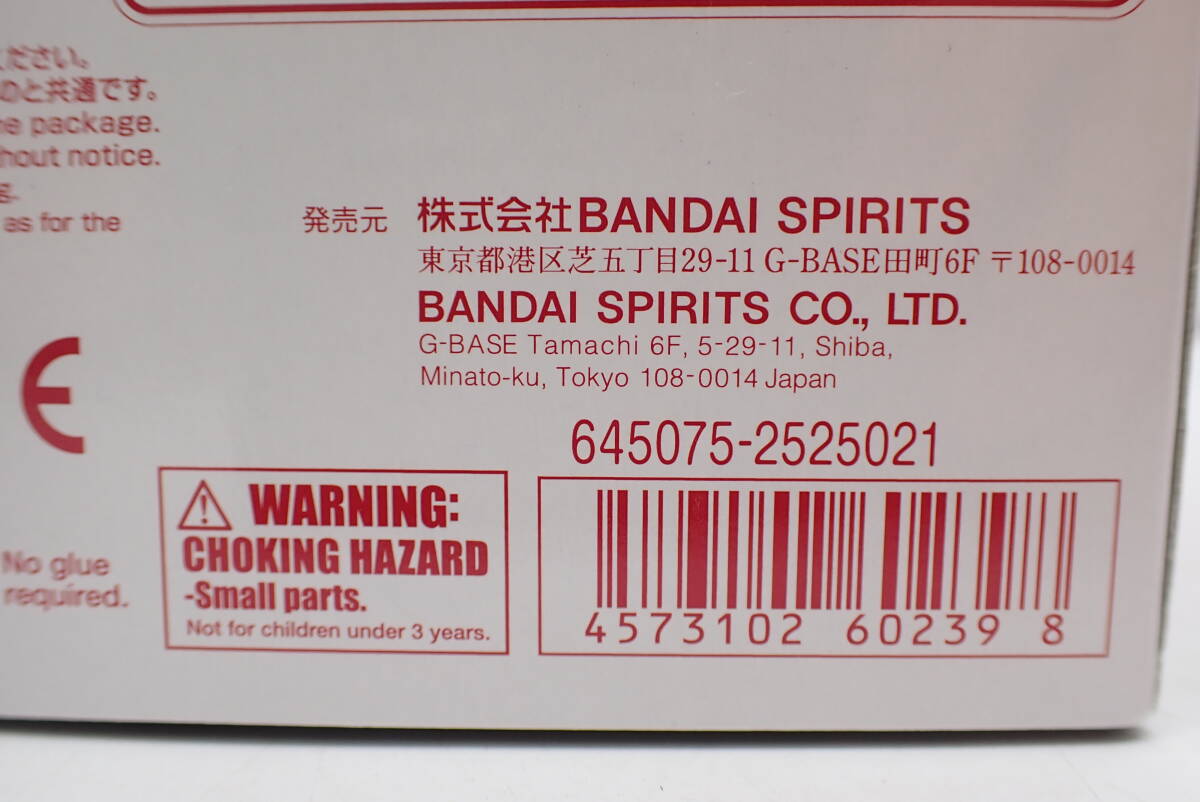 ください。
のと共通です。
he package.
hout notice.
g.
as for the
発売元 株式会社BANDAI SPIRITS
東京都港区芝五丁目29-11 G-BASE田町6F 〒108-0014
BANDAI SPIRITS CO., LTD.
G-BASE Tamachi 6F, 5-29-11, Shiba,
Minato-ku, Tokyo 108-0014 Japan
CE
645075-2525021
No glue
required.
WARNING:
CHOKING HAZARD
-Small parts.
Not for children under 3 years.
4573102 60239 8